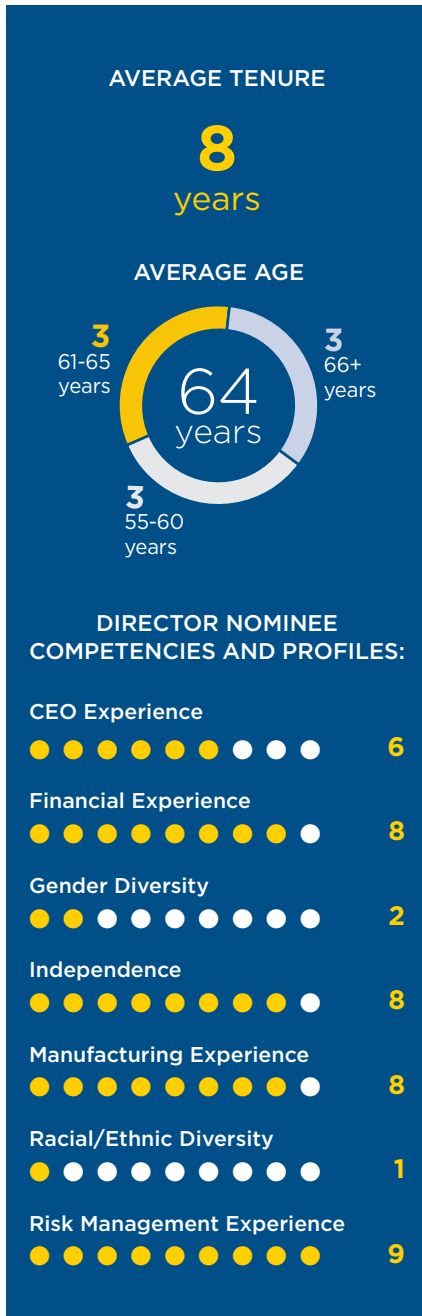 AVERAGE TENURE
8
years
AVERAGE AGE
3
61-65
years
64
years
3
66+
years
3
55-60
years
DIRECTOR NOMINEE
COMPETENCIES AND PROFILES:
CEO Experience
6
Financial Experience
8
Gender Diversity
2
Independence
8
Manufacturing Experience
8
Racial/Ethnic Diversity
1
Risk Management Experience
9